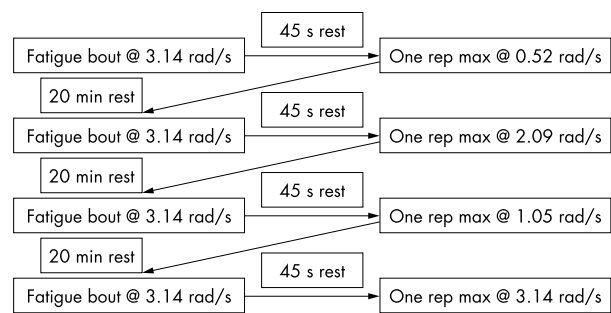 45 s rest
Fatigue bout @ 3.14 rad/s
One rep max @ 0.52 rad/s
20 min rest
45 s rest
Fatigue bout @ 3.14 rad/s
One rep max @ 2.09 rad/s
20 min rest
45 s rest
Fatigue bout @ 3.14 rad/s
One rep max @ 1.05 rad/s
20 min rest
45 s rest
Fatigue bout @ 3.14 rad/s
One rep max @ 3.14 rad/s